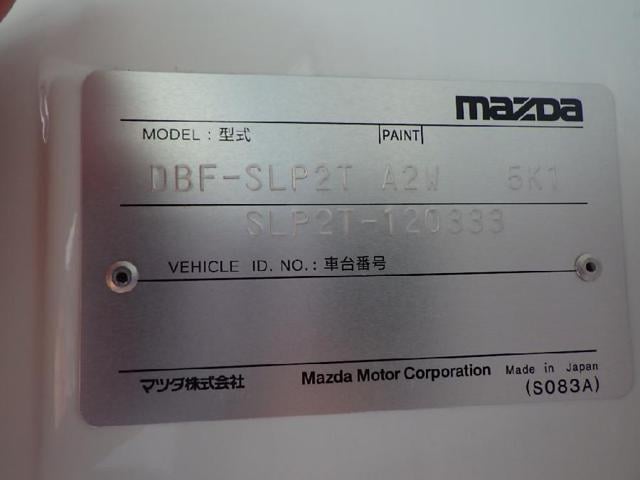 mazda
MODEL : 型式 PAINT
DBF-SLP2T A2W 5K1
SLP2T-120333
VEHICLE ID. NO. : 車台番号
マツダ株式会社 Mazda Motor Corporation Made in Japan
(S083A)